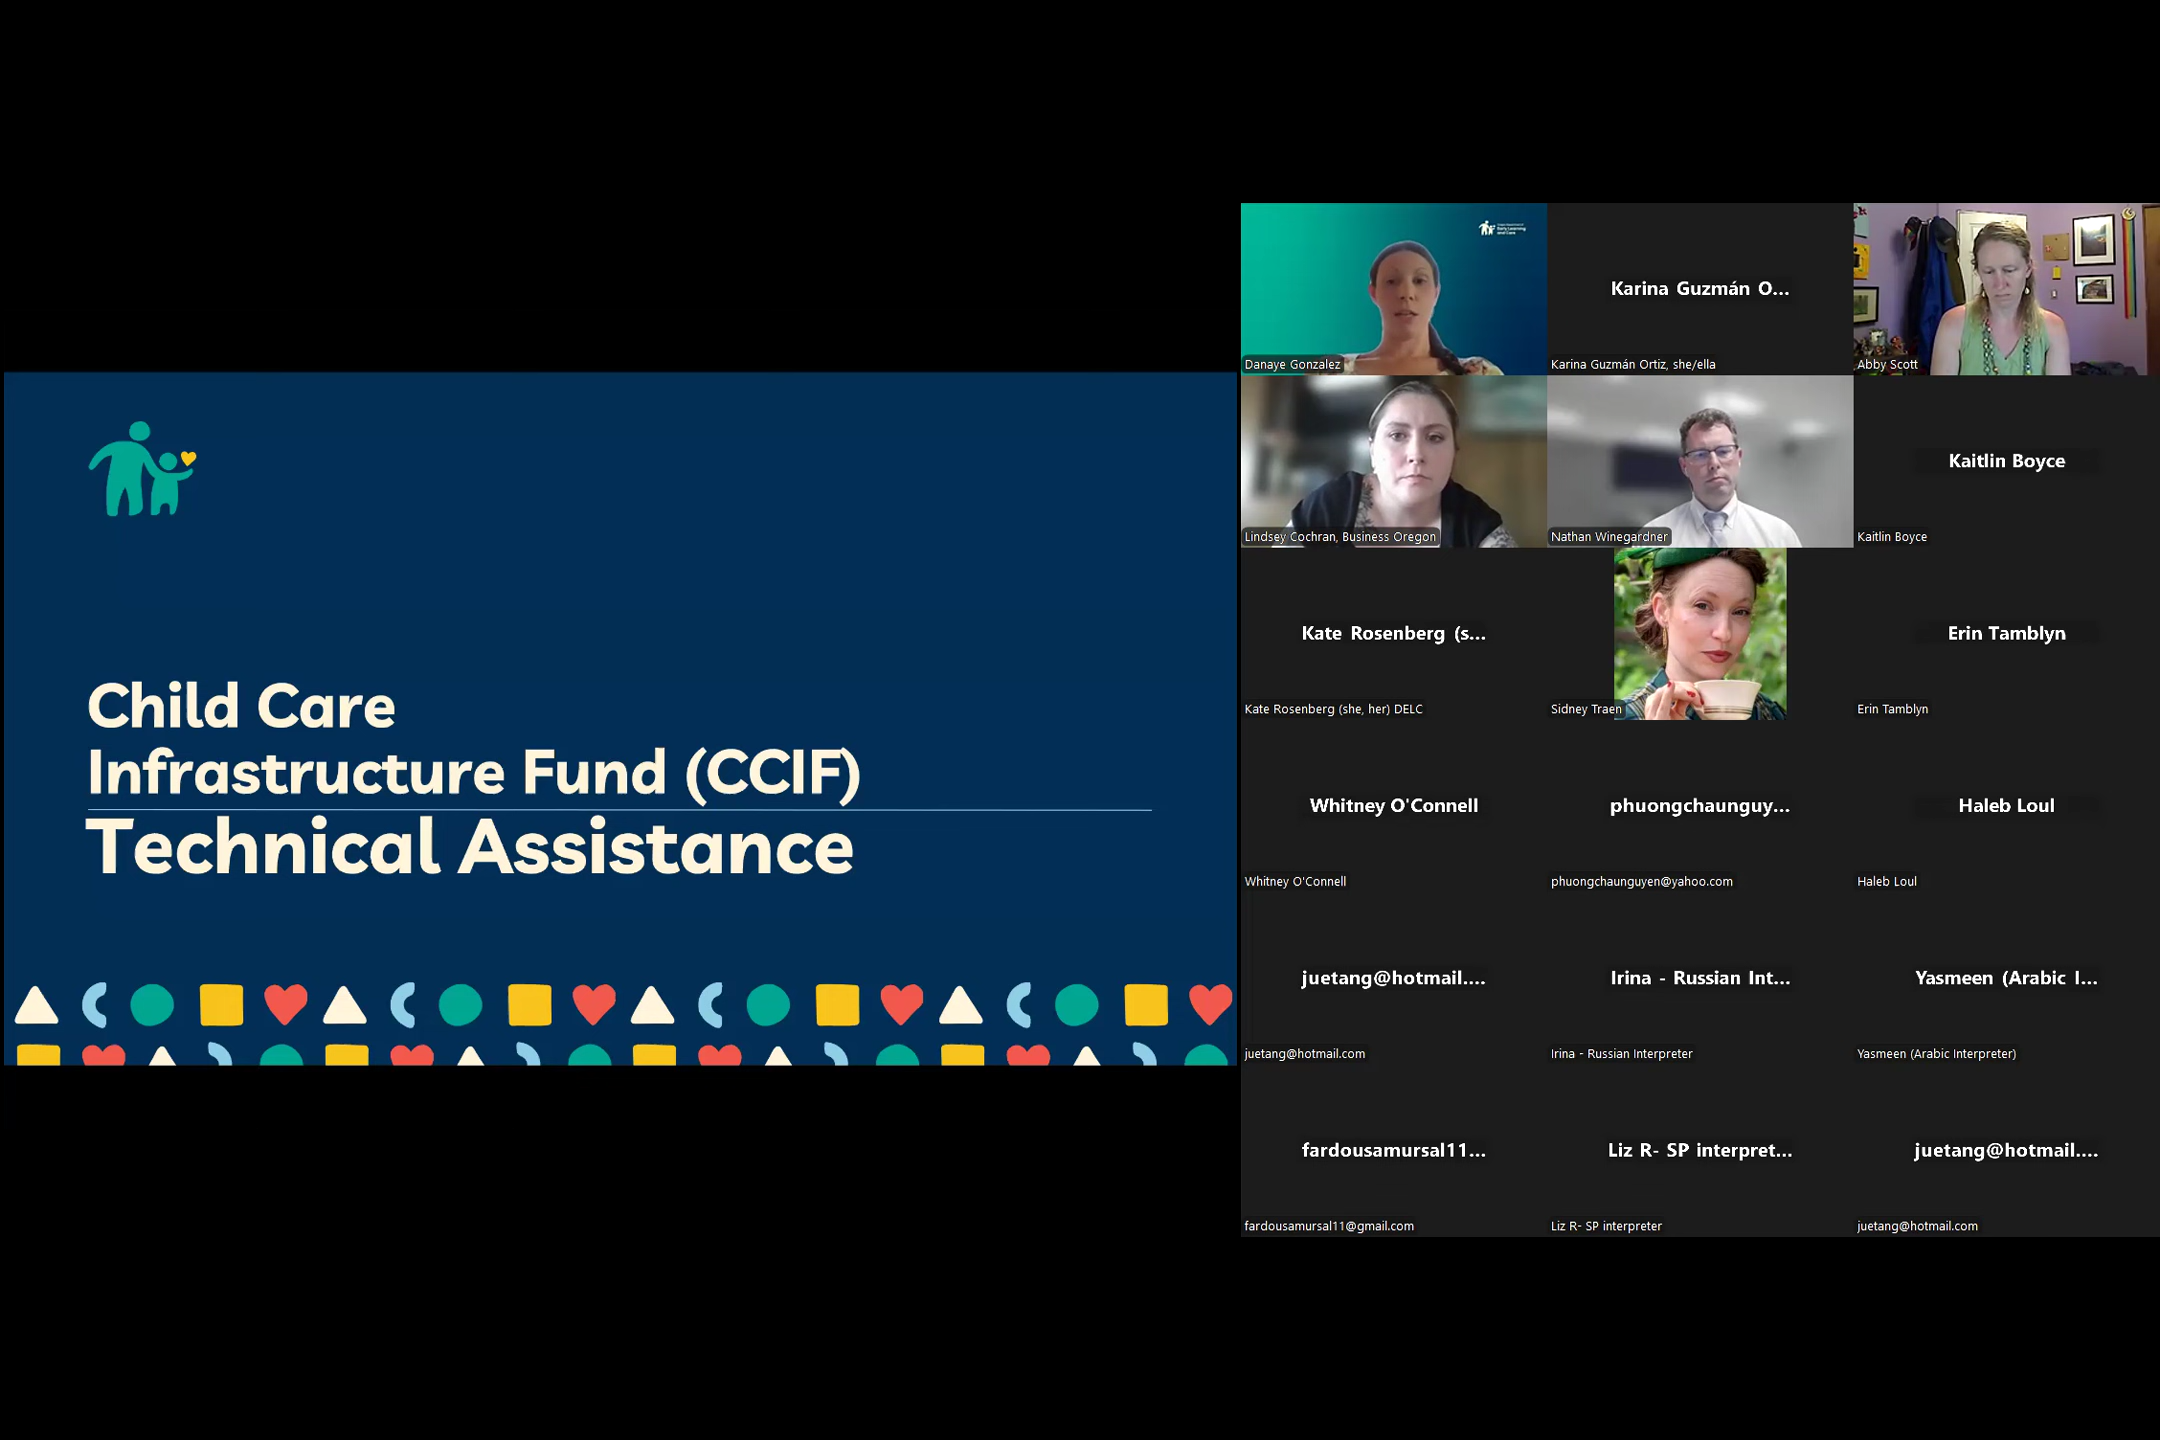 Child Care
Infrastructure Fund (CCIF)
Technical Assistance
Early Learning
and Care
Danaye Gonzalez
Karina Guzmán O...
Karina Guzmán Ortiz, she/ella
Abby Scott
Lindsey Cochran, Business Oregon
Nathan Winegardner
Kaitlin Boyce
Kaitlin Boyce
Kate Rosenberg (s...
Kate Rosenberg (she, her) DELC
Sidney Traen
Erin Tamblyn
Erin Tamblyn
Whitney O'Connell
Whitney O'Connell
phuongchaunguy...
phuongchaunguyen@yahoo.com
Haleb Loul
Haleb Loul
juetang@hotmail....
juetang@hotmail.com
Irina - Russian Int...
Irina - Russian Interpreter
Yasmeen (Arabic I...
Yasmeen (Arabic Interpreter)
fardousamursal11...
fardousamursal11@gmail.com
Liz R- SP interpret...
Liz R- SP interpreter
juetang@hotmail....
juetang@hotmail.com